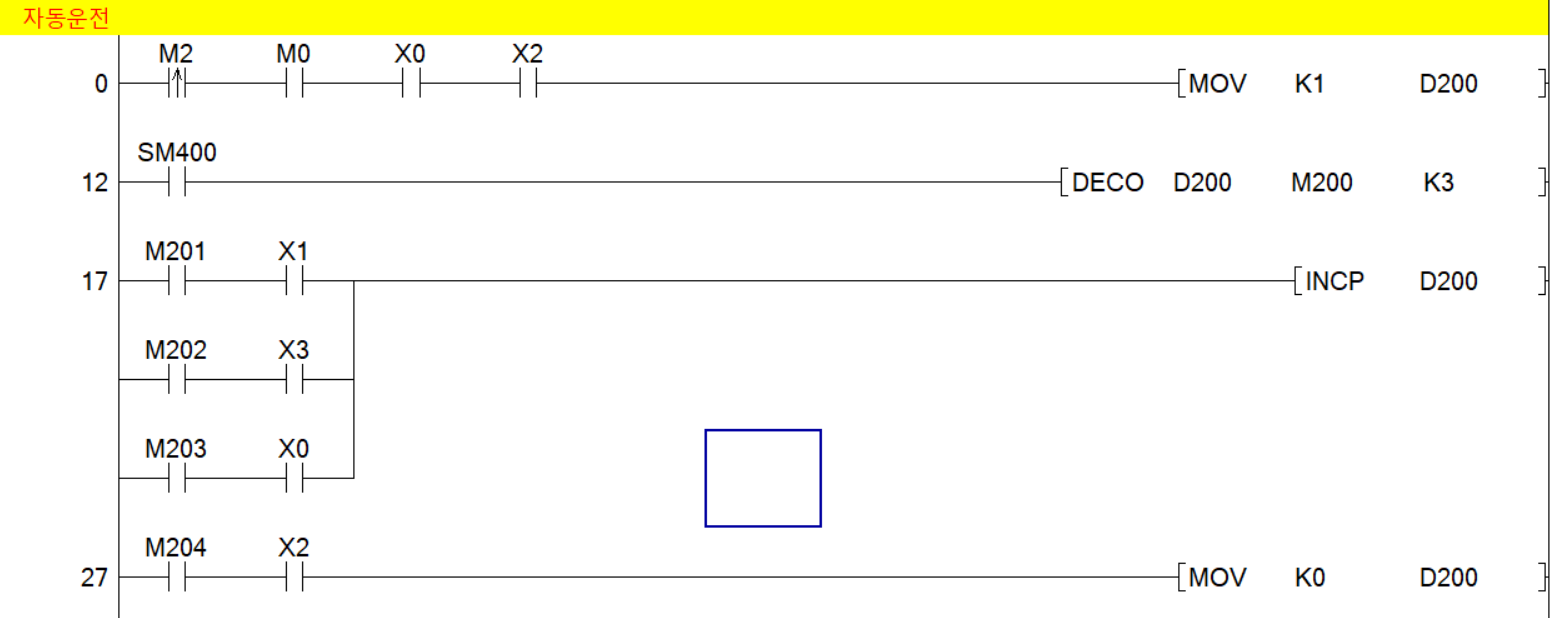 자동운전
M2 M0 X0 X2
0 MOV K1 D200
SM400
12 DECO D200 M200 K3
M201 X1
17 INCP D200
M202 X3
M203 X0
M204 X2
27 MOV K0 D200